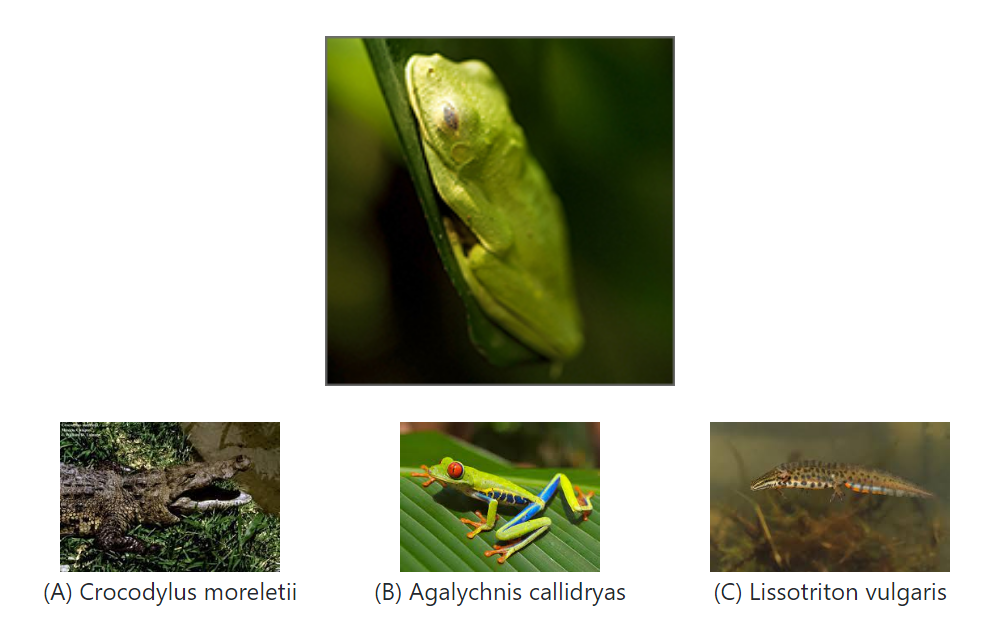 (A) Crocodylus moreletii
(B) Agalychnis callidryas
(C) Lissotriton vulgaris